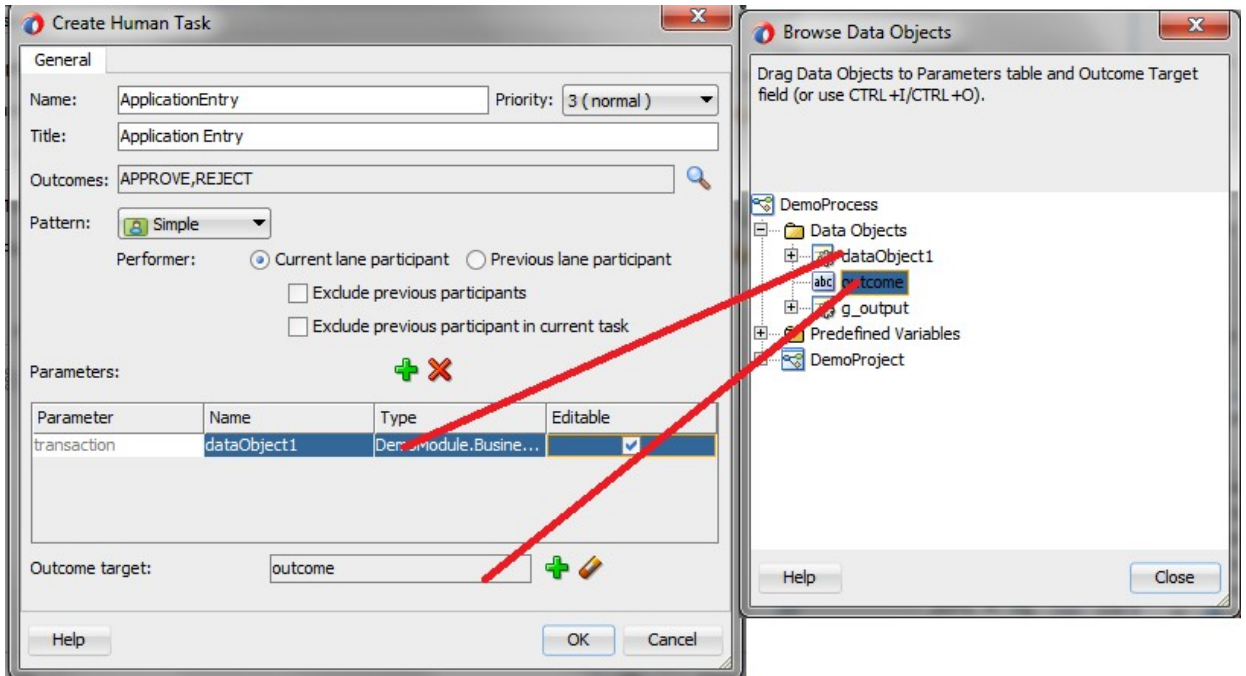 Create Human Task
General
Name: ApplicationEntry Priority: 3 ( normal )
Title: Application Entry
Outcomes: APPROVE,REJECT
Pattern: Simple
Performer: Current lane participant Previous lane participant
Exclude previous participants
Exclude previous participant in current task
Parameters:
Parameter Name Type Editable
transaction dataObject1 DemoModule.Busine...
Outcome target: outcome
Help OK Cancel
Browse Data Objects
Drag Data Objects to Parameters table and Outcome Target
field (or use CTRL+I/CTRL+O).
DemoProcess
Data Objects
dataObject1
abc outcome
g_output
Predefined Variables
DemoProject
Help Close